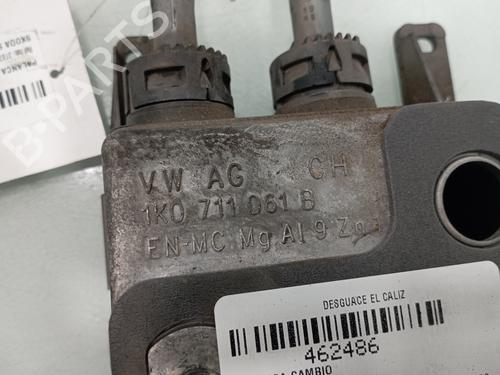 PALANCA
SKODA
B-PARTS
VW AG CH
1K0 711 061 B
EN-MC Mg Al 9 Zn
DESGUACE EL CALIZ
462486
CAMBIO